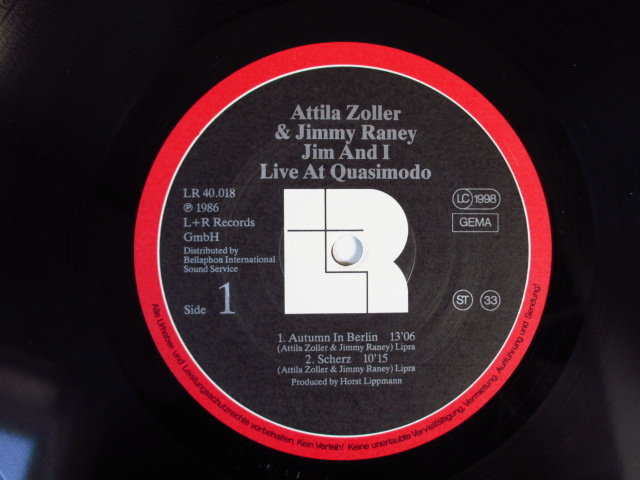 Attila Zoller
& Jimmy Raney
Jim And I
Live At Quasimodo
LR 40.018
℗ 1986
L+R Records
GmbH
Distributed by
Bellaphon International
Sound Service
LC 1998
GEMA
LR
Side 1
ST 33
1. Autumn In Berlin 13'06
(Attila Zoller & Jimmy Raney) Lipra
2. Scherz 10'15
(Attila Zoller & Jimmy Raney) Lipra
Produced by Horst Lippmann
Alle Urheber- und Leistungsschutzrechte vorbehalten. Kein Verleih! Keine unerlaubte Vervielfältigung, Vermietung, Aufführung und Sendung!